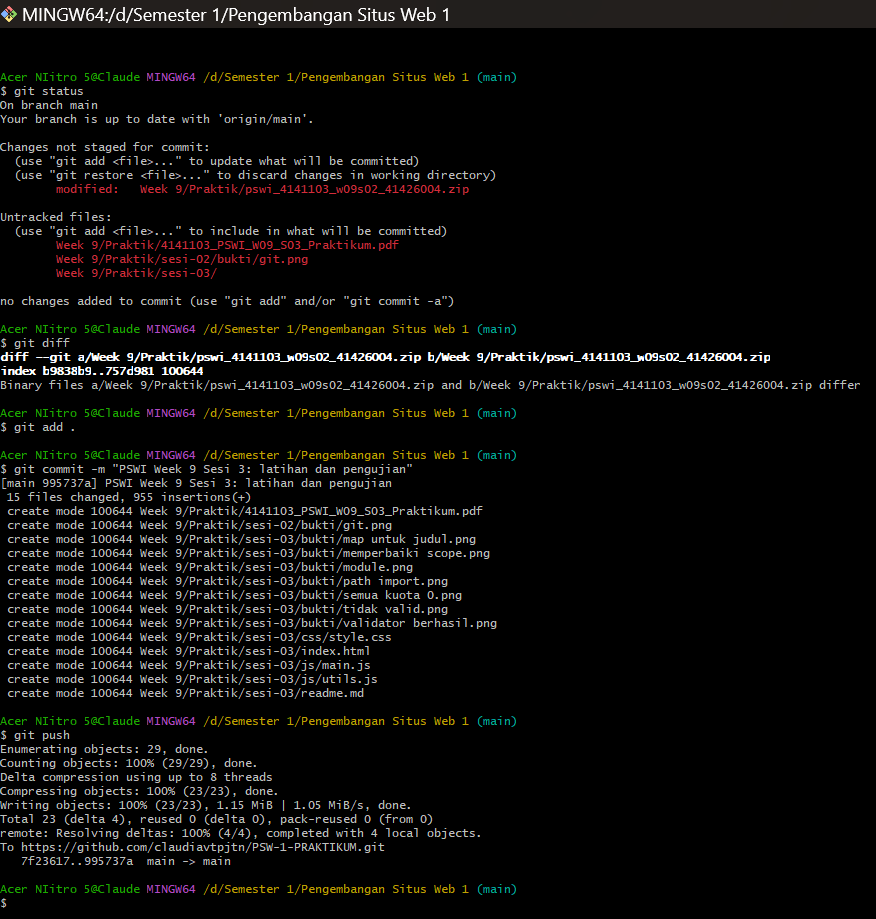 MINGW64:/d/Semester 1/Pengembangan Situs Web 1
Acer NIitro 5@Claude MINGW64 /d/Semester 1/Pengembangan Situs Web 1 (main)
$ git status
On branch main
Your branch is up to date with 'origin/main'.
Changes not staged for commit:
  (use "git add <file>..." to update what will be committed)
  (use "git restore <file>..." to discard changes in working directory)
        modified:   Week 9/Praktik/pswi_4141103_w09s02_41426004.zip
Untracked files:
  (use "git add <file>..." to include in what will be committed)
        Week 9/Praktik/4141103_PSWI_W09_S03_Praktikum.pdf
        Week 9/Praktik/sesi-02/bukti/git.png
        Week 9/Praktik/sesi-03/
no changes added to commit (use "git add" and/or "git commit -a")
Acer NIitro 5@Claude MINGW64 /d/Semester 1/Pengembangan Situs Web 1 (main)
$ git diff
diff --git a/Week 9/Praktik/pswi_4141103_w09s02_41426004.zip b/Week 9/Praktik/pswi_4141103_w09s02_41426004.zip
index b9838b9..757d981 100644
Binary files a/Week 9/Praktik/pswi_4141103_w09s02_41426004.zip and b/Week 9/Praktik/pswi_4141103_w09s02_41426004.zip differ
Acer NIitro 5@Claude MINGW64 /d/Semester 1/Pengembangan Situs Web 1 (main)
$ git add .
Acer NIitro 5@Claude MINGW64 /d/Semester 1/Pengembangan Situs Web 1 (main)
$ git commit -m "PSWI Week 9 Sesi 3: latihan dan pengujian"
[main 995737a] PSWI Week 9 Sesi 3: latihan dan pengujian
 15 files changed, 955 insertions(+)
 create mode 100644 Week 9/Praktik/4141103_PSWI_W09_S03_Praktikum.pdf
 create mode 100644 Week 9/Praktik/sesi-02/bukti/git.png
 create mode 100644 Week 9/Praktik/sesi-03/bukti/map untuk judul.png
 create mode 100644 Week 9/Praktik/sesi-03/bukti/memperbaiki scope.png
 create mode 100644 Week 9/Praktik/sesi-03/bukti/module.png
 create mode 100644 Week 9/Praktik/sesi-03/bukti/path import.png
 create mode 100644 Week 9/Praktik/sesi-03/bukti/semua kuota 0.png
 create mode 100644 Week 9/Praktik/sesi-03/bukti/tidak valid.png
 create mode 100644 Week 9/Praktik/sesi-03/bukti/validator berhasil.png
 create mode 100644 Week 9/Praktik/sesi-03/css/style.css
 create mode 100644 Week 9/Praktik/sesi-03/index.html
 create mode 100644 Week 9/Praktik/sesi-03/js/main.js
 create mode 100644 Week 9/Praktik/sesi-03/js/utils.js
 create mode 100644 Week 9/Praktik/sesi-03/readme.md
Acer NIitro 5@Claude MINGW64 /d/Semester 1/Pengembangan Situs Web 1 (main)
$ git push
Enumerating objects: 29, done.
Counting objects: 100% (29/29), done.
Delta compression using up to 8 threads
Compressing objects: 100% (23/23), done.
Writing objects: 100% (23/23), 1.15 MiB | 1.05 MiB/s, done.
Total 23 (delta 4), reused 0 (delta 0), pack-reused 0 (from 0)
remote: Resolving deltas: 100% (4/4), completed with 4 local objects.
To https://github.com/claudiavtpjtn/PSW-1-PRAKTIKUM.git
   7f23617..995737a  main -> main
Acer NIitro 5@Claude MINGW64 /d/Semester 1/Pengembangan Situs Web 1 (main)
$